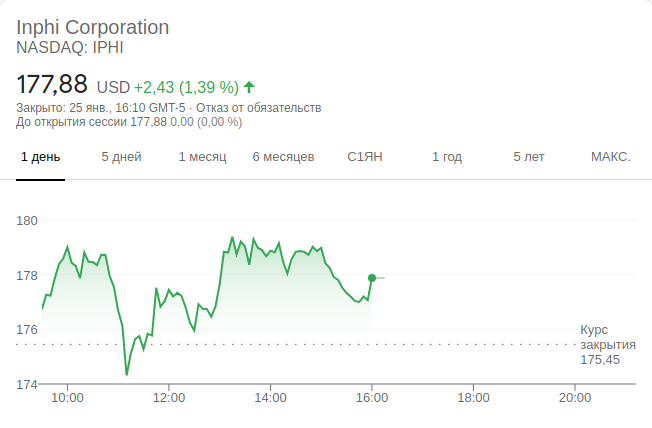 Inphi Corporation
NASDAQ: IPHI
177,88 USD +2,43 (1,39 %)
Закрыто: 25 янв., 16:10 GMT-5 · Отказ от обязательств
До открытия сессии 177,88 0,00 (0,00 %)
1 день 5 дней 1 месяц 6 месяцев С1ЯН 1 год 5 лет МАКС.
180
178
176
Курс
закрытия
175,45
174
10:00 12:00 14:00 16:00 18:00 20:00